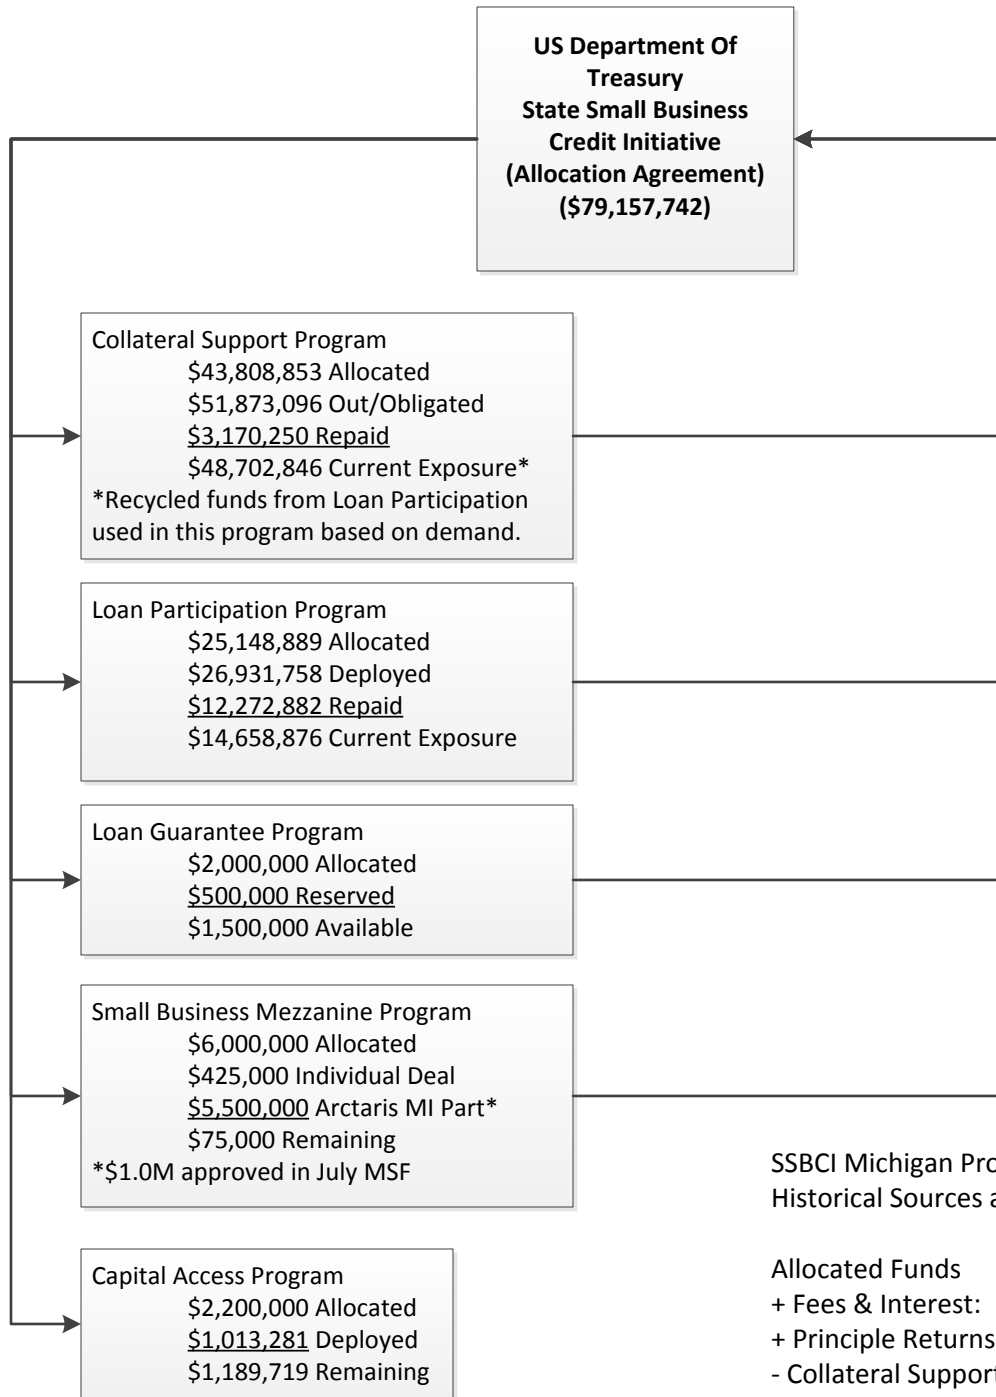 US Department Of
Treasury
State Small Business
Credit Initiative
(Allocation Agreement)
($79,157,742)
Collateral Support Program
$43,808,853 Allocated
$51,873,096 Out/Obligated
$3,170,250 Repaid
$48,702,846 Current Exposure*
*Recycled funds from Loan Participation
used in this program based on demand.
Loan Participation Program
$25,148,889 Allocated
$26,931,758 Deployed
$12,272,882 Repaid
$14,658,876 Current Exposure
Loan Guarantee Program
$2,000,000 Allocated
$500,000 Reserved
$1,500,000 Available
Small Business Mezzanine Program
$6,000,000 Allocated
$425,000 Individual Deal
$5,500,000 Arctaris MI Part*
$75,000 Remaining
*$1.0M approved in July MSF
Capital Access Program
$2,200,000 Allocated
$1,013,281 Deployed
$1,189,719 Remaining
SSBCI Michigan
Historical Sources
Allocated Funds
+ Fees & Interest:
+ Principle Returns
- Collateral Support